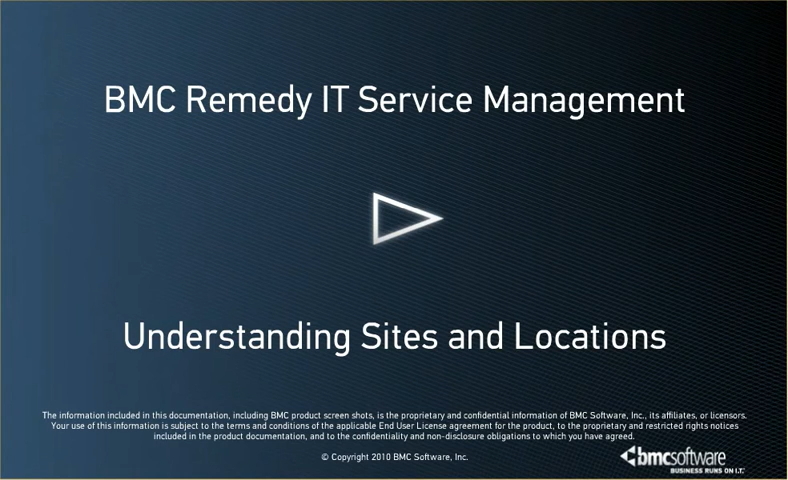 BMC Remedy IT Service Management
Understanding Sites and Locations
The information included in this documentation, including BMC product screen shots, is the proprietary and confidential information of BMC Software, Inc., its affiliates, or licensors.
Your use of this information is subject to the terms and conditions of the applicable End User License agreement for the product, to the proprietary and restricted rights notices
included in the product documentation, and to the confidentiality and non-disclosure obligations to which you have agreed.
© Copyright 2010 BMC Software, Inc.
bmcsoftware
BUSINESS RUNS ON I.T.